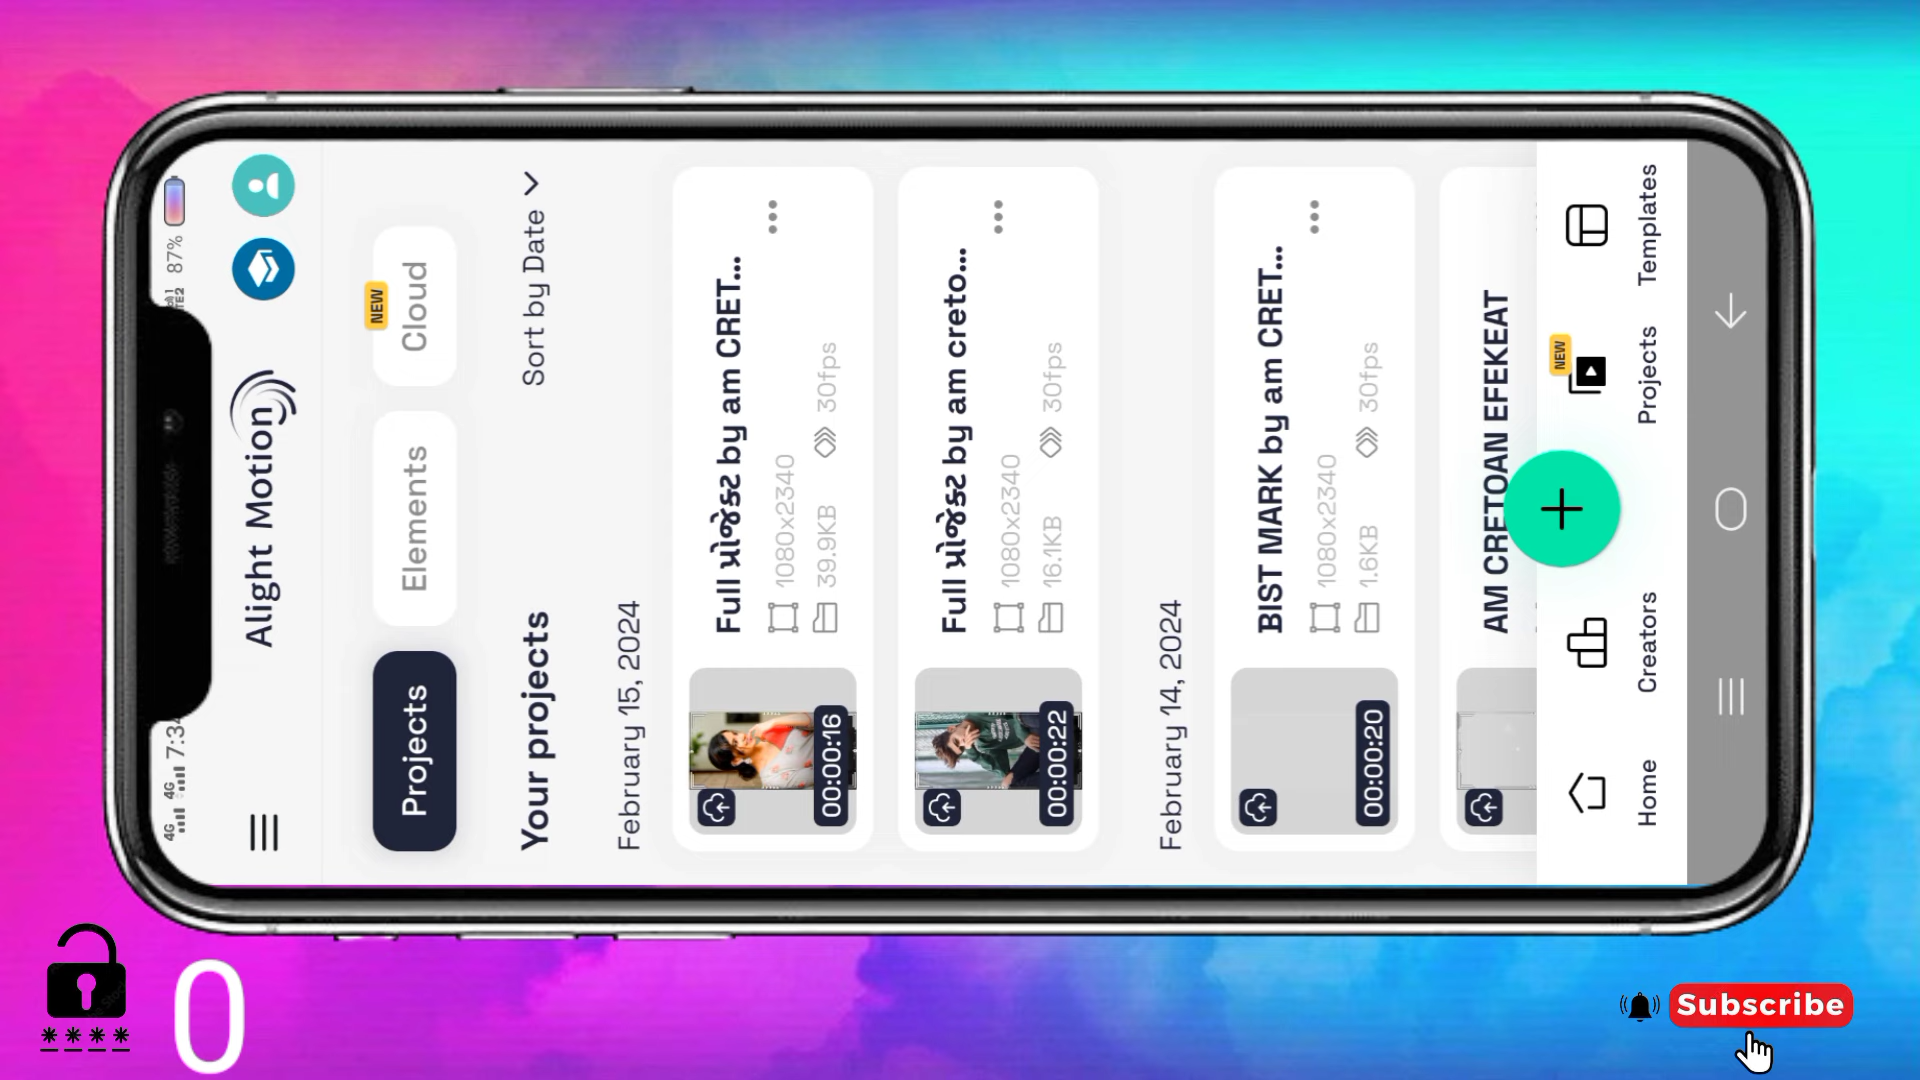 87%
4G 4G
Alight Motion
Projects
Elements
NEW
Cloud
Your projects
Sort by Date
February 15, 2024
Full પ્રોજેક્ટ by am CRET...
1080x2340
39.9KB 30fps
00:00:16
Full પ્રોજેક્ટ by am creto...
1080x2340
16.1KB 30fps
00:00:22
February 14, 2024
BIST MARK by am CRET...
1080x2340
1.6KB 30fps
00:00:20
AM CRETOAN EFEKEAT
Home
Creators
NEW
Projects
Templates
****
0
Subscribe